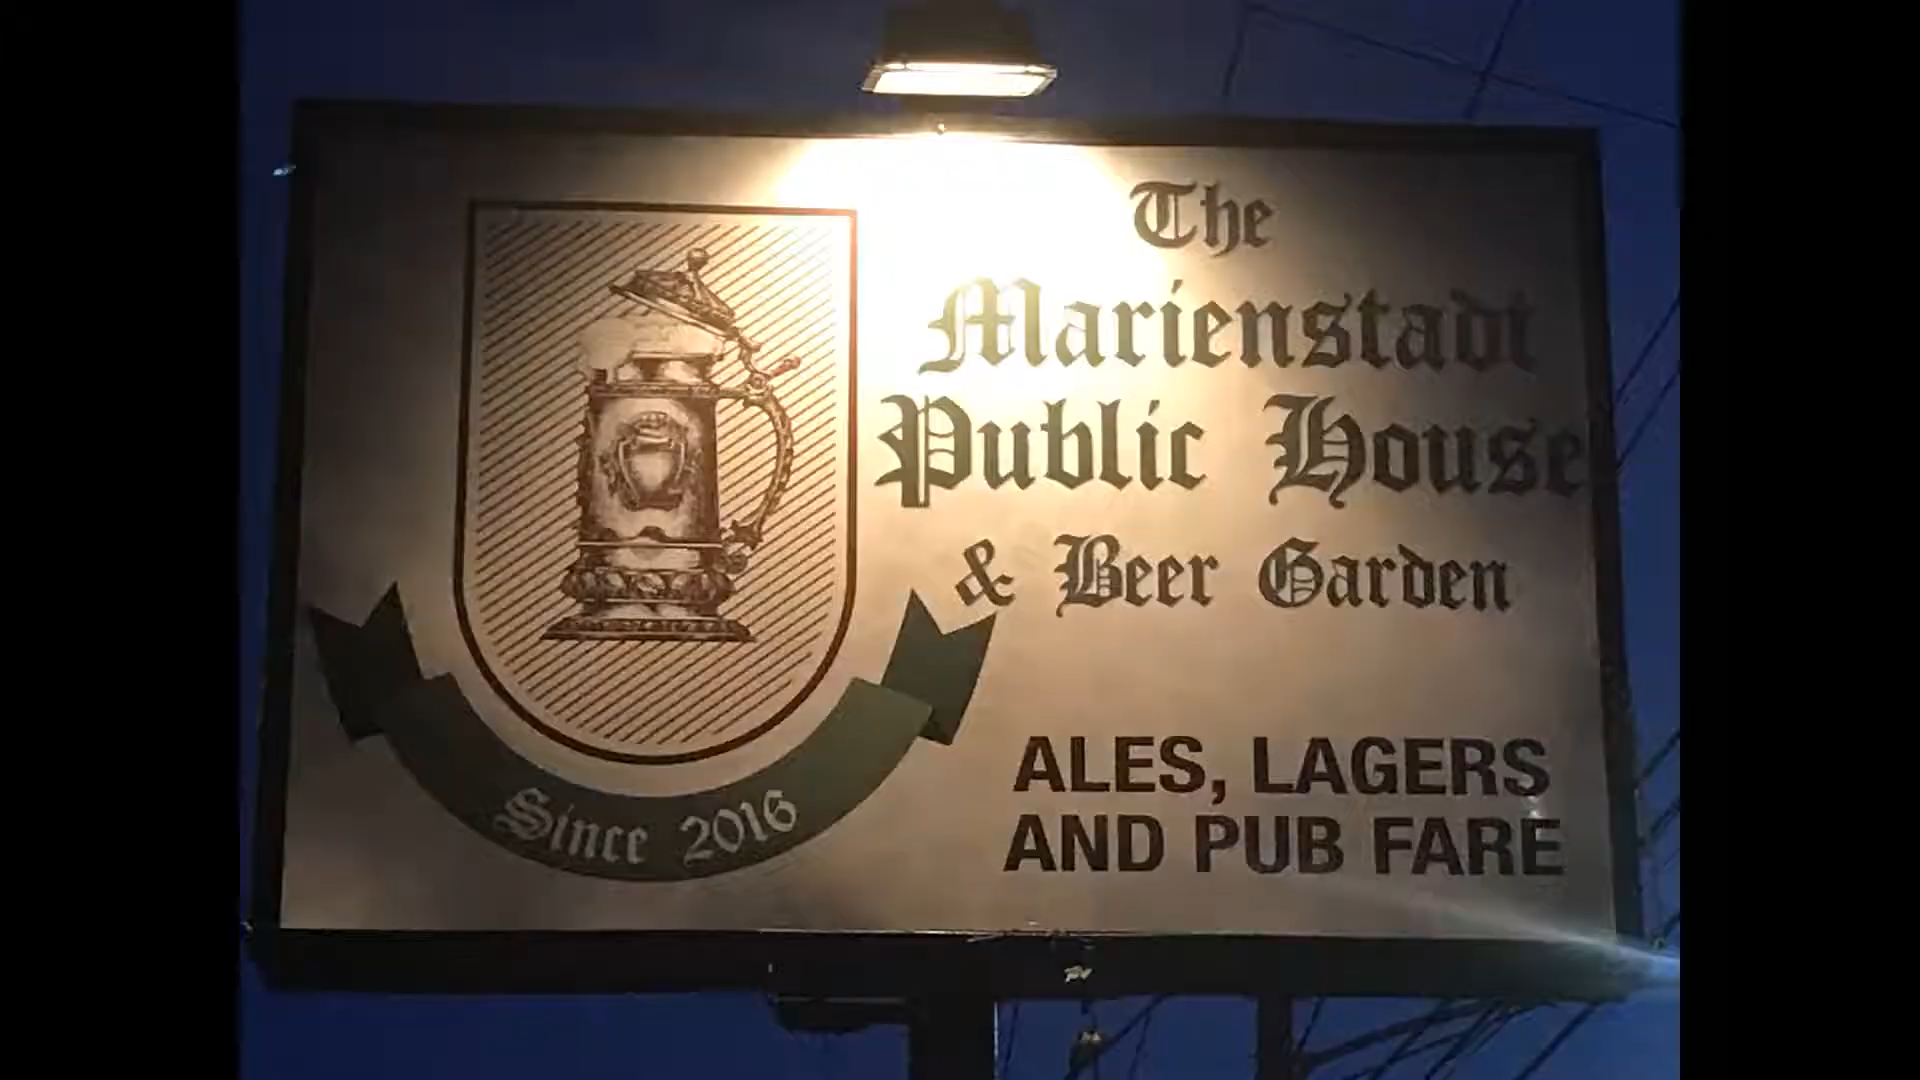 The
Marienstadt
Public House
& Beer Garden
ALES, LAGERS
AND PUB FARE
Since 2016